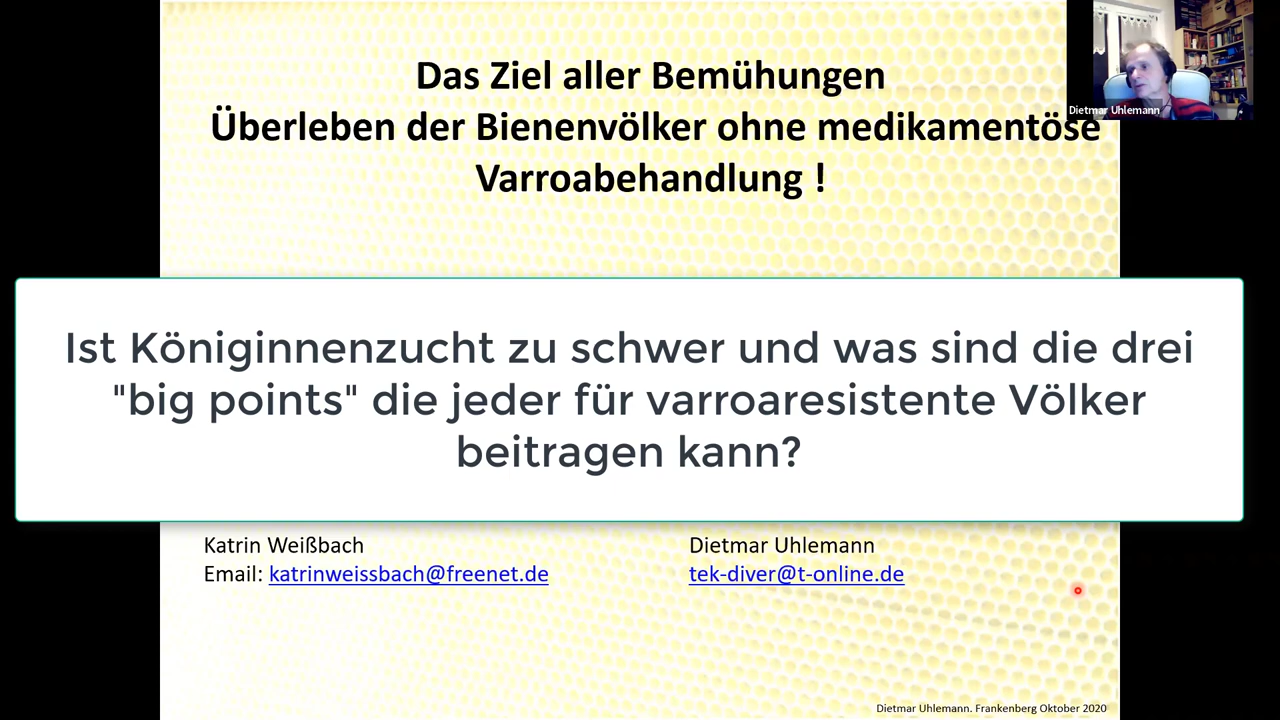 Das Ziel aller Bemühungen
Überleben der Bienenvölker ohne medikamentöse
Varroabehandlung !
Dietmar Uhlemann
Ist Königinnenzucht zu schwer und was sind die drei
"big points" die jeder für varroaresistente Völker
beitragen kann?
Katrin Weißbach
Email: katrinweissbach@freenet.de
Dietmar Uhlemann
tek-diver@t-online.de
Dietmar Uhlemann. Frankenberg Oktober 2020